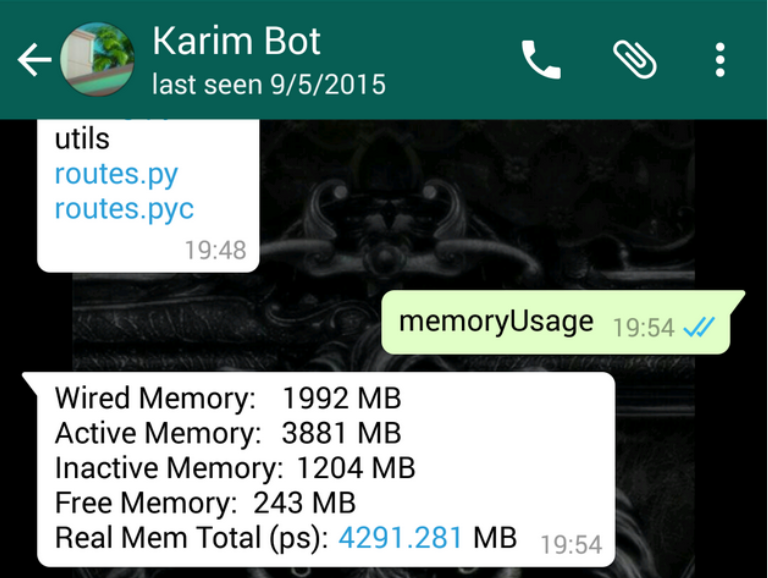 Karim Bot
last seen 9/5/2015
utils
routes.py
routes.pyc
19:48
memoryUsage 19:54
Wired Memory: 1992 MB
Active Memory: 3881 MB
Inactive Memory: 1204 MB
Free Memory: 243 MB
Real Mem Total (ps): 4291.281 MB 19:54